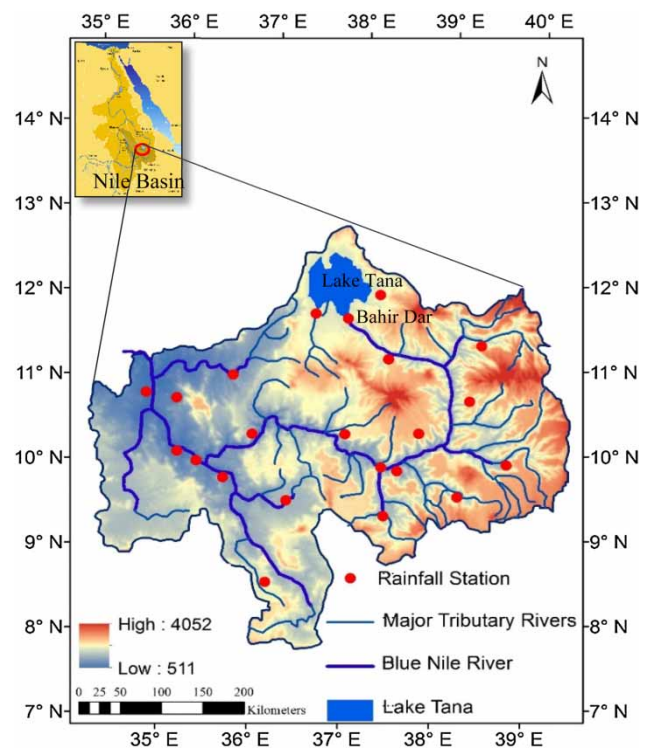 35° E 36° E 37° E 38° E 39° E 40° E
N
14° N 14° N
Nile Basin
13° N 13° N
12° N Lake Tana 12° N
Bahir Dar
11° N 11° N
10° N 10° N
9° N 9° N
Rainfall Station
High : 4052
8° N Major Tributary Rivers 8° N
Low : 511
Blue Nile River
0 25 50 100 150 200
Kilometers
7° N Lake Tana 7° N
35° E 36° E 37° E 38° E 39° E